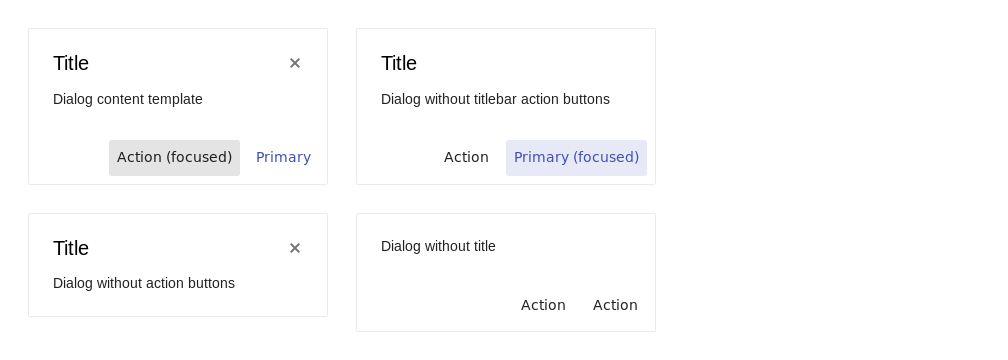 Title
Dialog content template
Action (focused) Primary
Title
Dialog without titlebar action buttons
Action Primary (focused)
Title
Dialog without action buttons
Dialog without title
Action Action